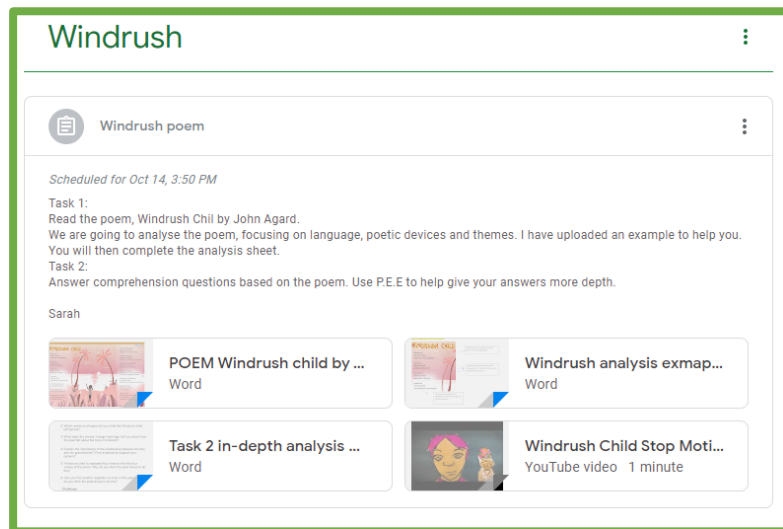 Windrush
Windrush poem
Scheduled for Oct 14, 3:50 PM
Task 1:
Read the poem, Windrush Chil by John Agard.
We are going to analyse the poem, focusing on language, poetic devices and themes. I have uploaded an example to help you.
You will then complete the analysis sheet.
Task 2:
Answer comprehension questions based on the poem. Use P.E.E to help give your answers more depth.
Sarah
WINDRUSH CHILD
POEM Windrush child by ...
Word
Windrush analysis exmap...
Word
Task 2 in-depth analysis ...
Word
Windrush Child Stop Moti...
YouTube video 1 minute